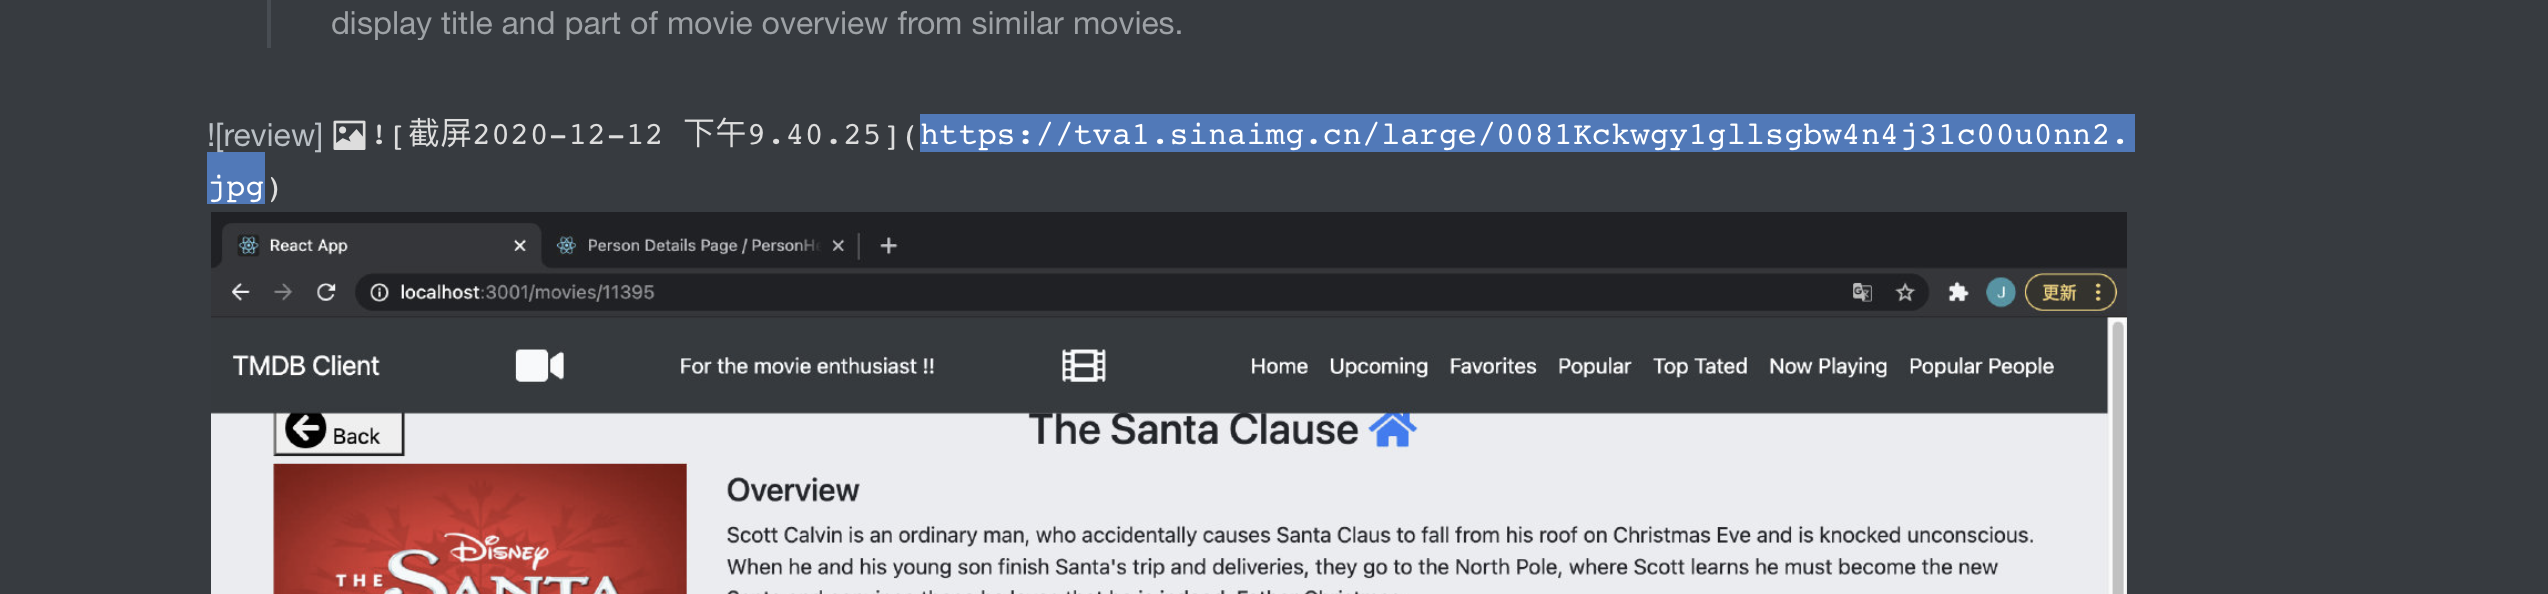 display title and part of movie overview from similar movies.
![review] ![截屏2020-12-12 下午9.40.25](https://tva1.sinaimg.cn/large/0081Kckwgy1gllsgbw4n4j31c00u0nn2.
jpg)
React App
Person Details Page / PersonHe
localhost:3001/movies/11395
J
更新
TMDB Client
For the movie enthusiast !!
Home Upcoming Favorites Popular Top Tated Now Playing Popular People
Back
The Santa Clause
Overview
Scott Calvin is an ordinary man, who accidentally causes Santa Claus to fall from his roof on Christmas Eve and is knocked unconscious.
When he and his young son finish Santa's trip and deliveries, they go to the North Pole, where Scott learns he must become the new
DISNEY
THE SANTA